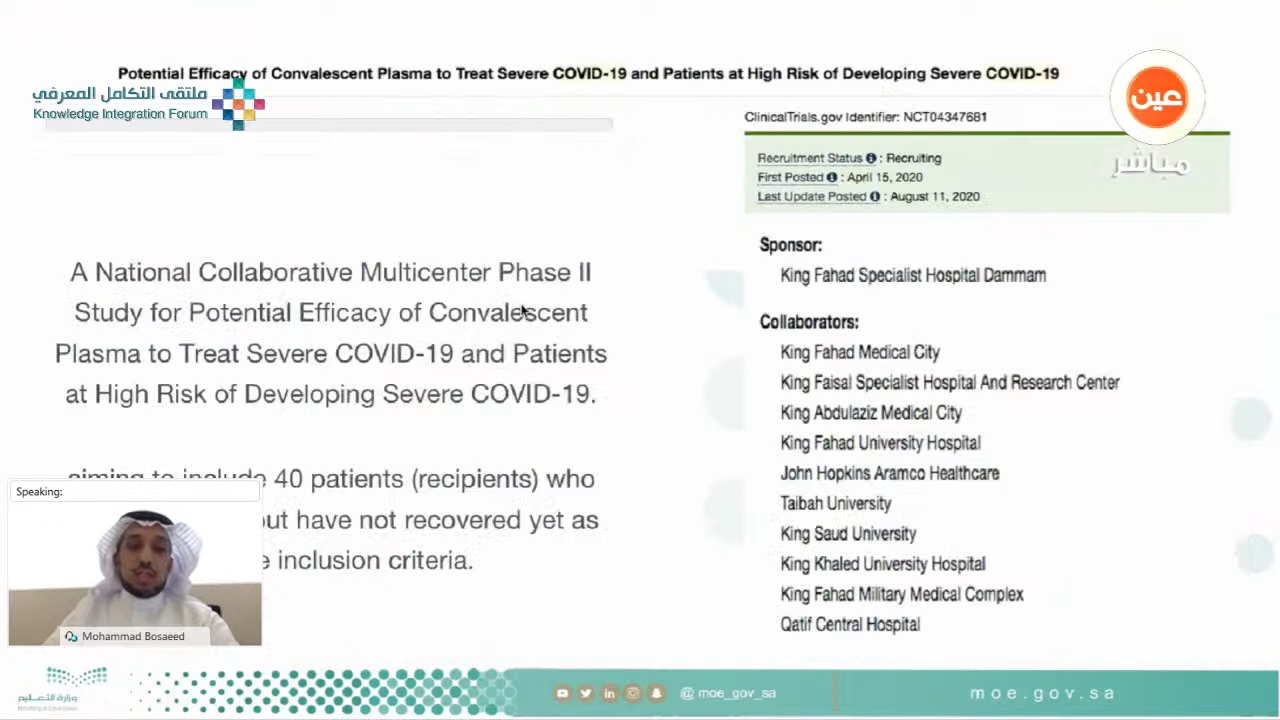 Potential Efficacy of Convalescent Plasma to Treat Severe COVID-19 and Patients at High Risk of Developing Severe COVID-19
ملتقى التكامل المعرفي
Knowledge Integration Forum
عين
مباشر
ClinicalTrials.gov Identifier: NCT04347681
Recruitment Status : Recruiting
First Posted : April 15, 2020
Last Update Posted : August 11, 2020
A National Collaborative Multicenter Phase II
Study for Potential Efficacy of Convalescent
Plasma to Treat Severe COVID-19 and Patients
at High Risk of Developing Severe COVID-19.
aiming to include 40 patients (recipients) who
but have not recovered yet as
inclusion criteria.
Sponsor:
King Fahad Specialist Hospital Dammam
Collaborators:
King Fahad Medical City
King Faisal Specialist Hospital And Research Center
King Abdulaziz Medical City
King Fahad University Hospital
John Hopkins Aramco Healthcare
Taibah University
King Saud University
King Khaled University Hospital
King Fahad Military Medical Complex
Qatif Central Hospital
Speaking:
Mohammad Bosaeed
وزارة التعليم
Ministry of Education
@moe_gov_sa
moe.gov.sa